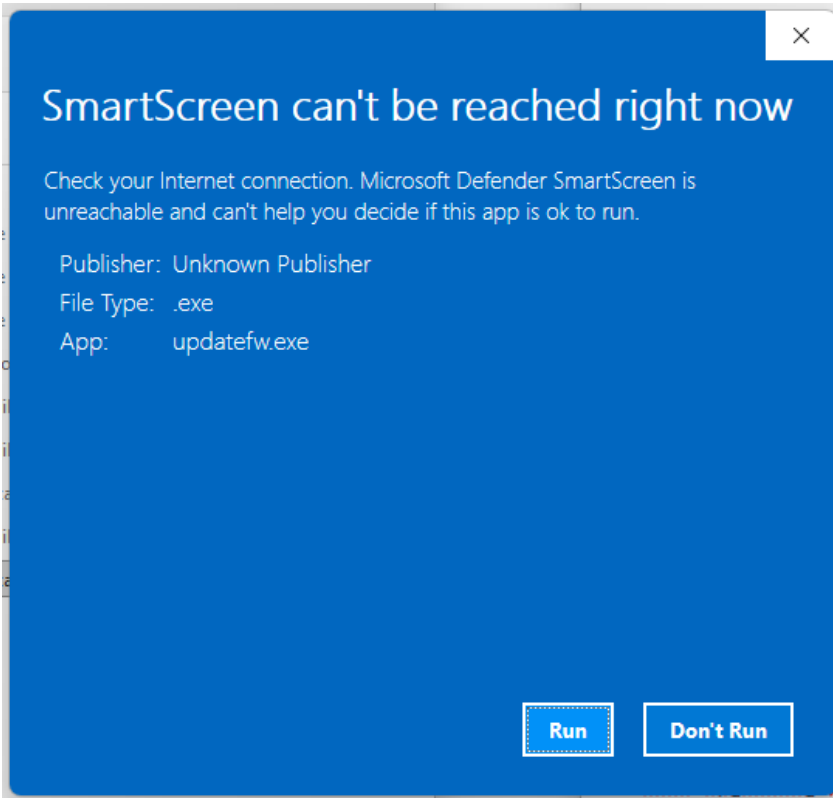 SmartScreen can't be reached right now
Check your Internet connection. Microsoft Defender SmartScreen is
unreachable and can't help you decide if this app is ok to run.
Publisher: Unknown Publisher
File Type: .exe
App: updatefw.exe
Run Don't Run